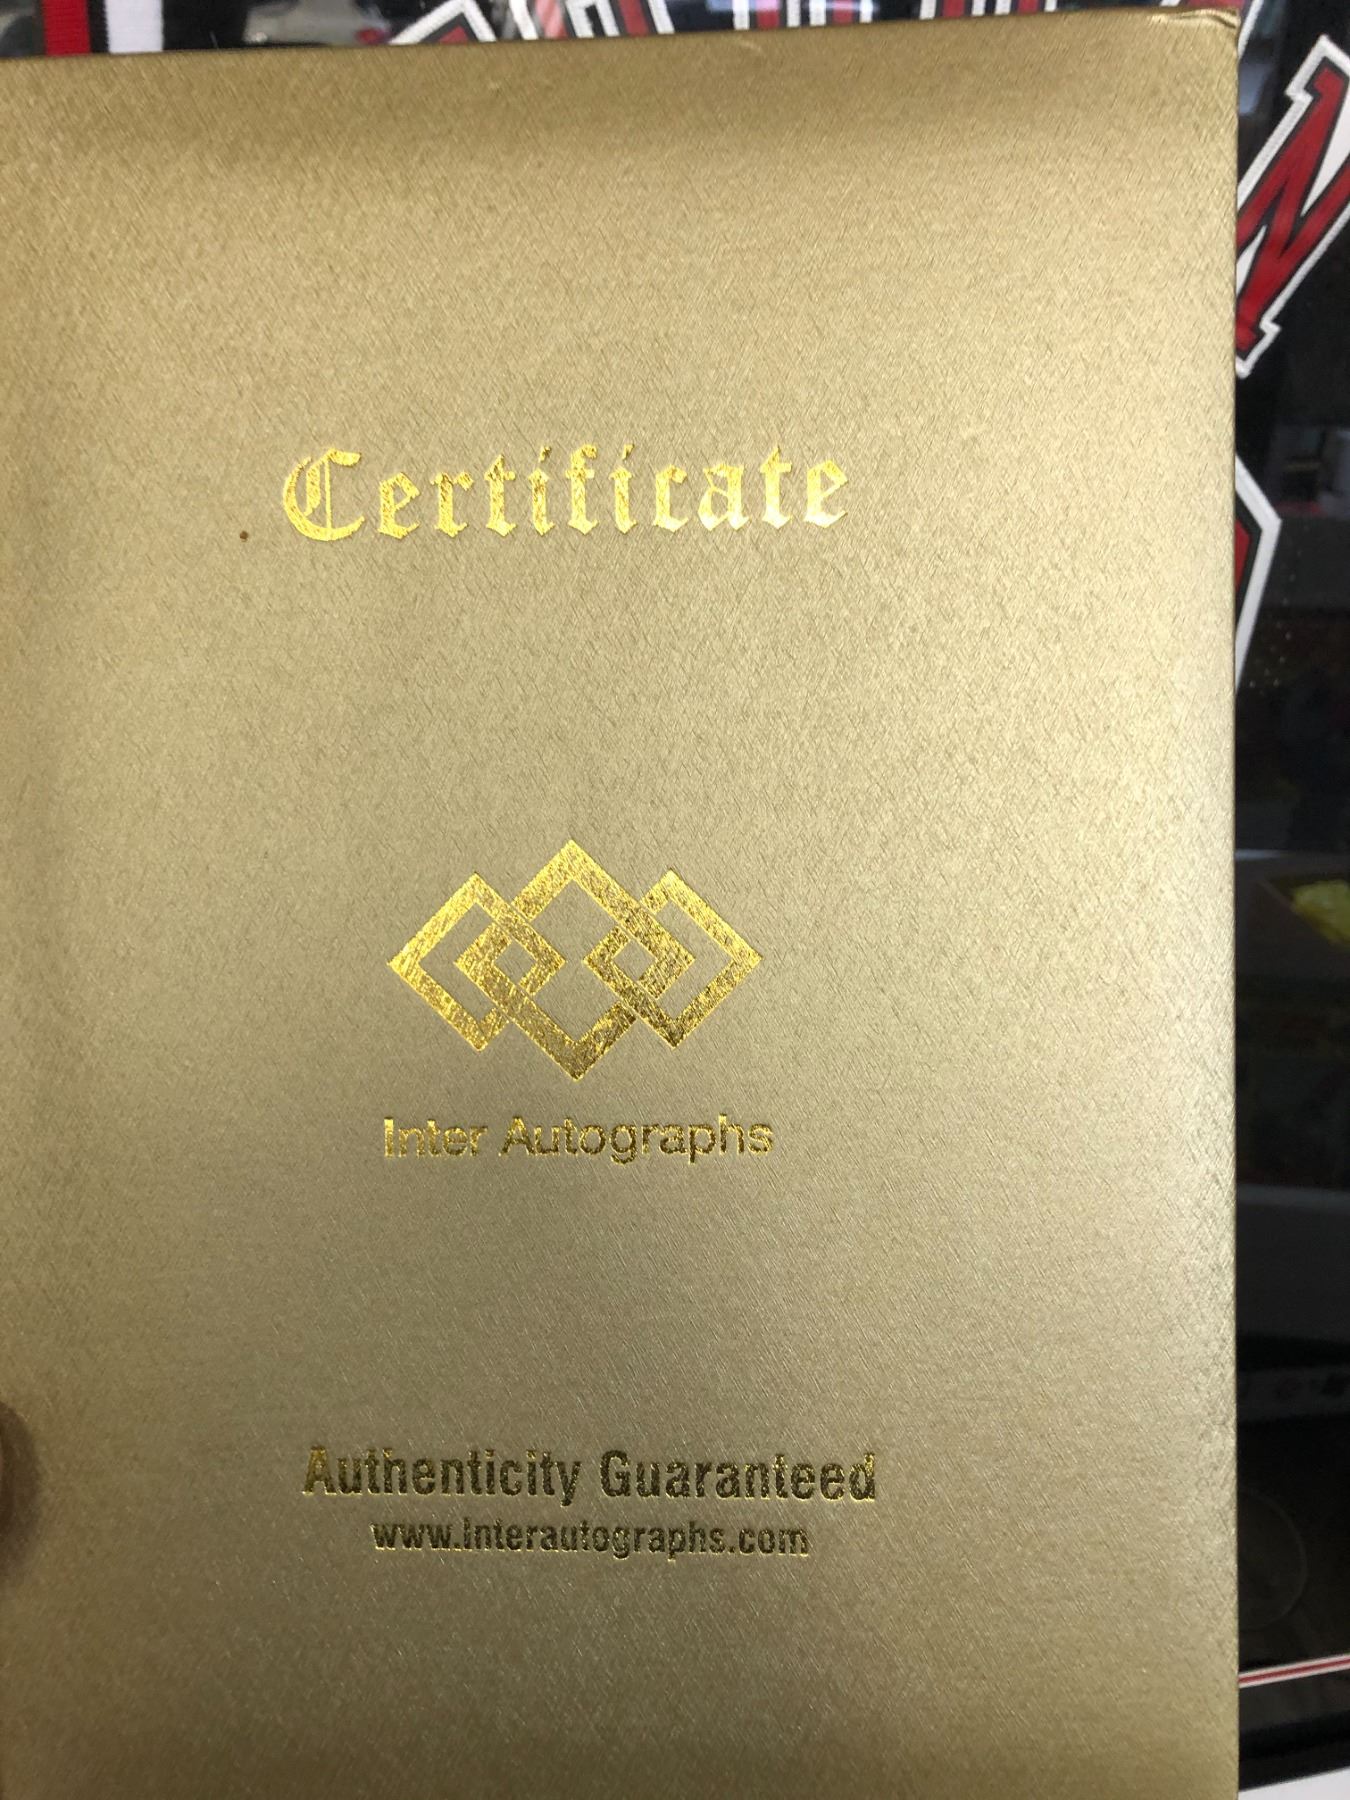 Certificate
Inter Autographs
Authenticity Guaranteed
www.Interautographs.com
N